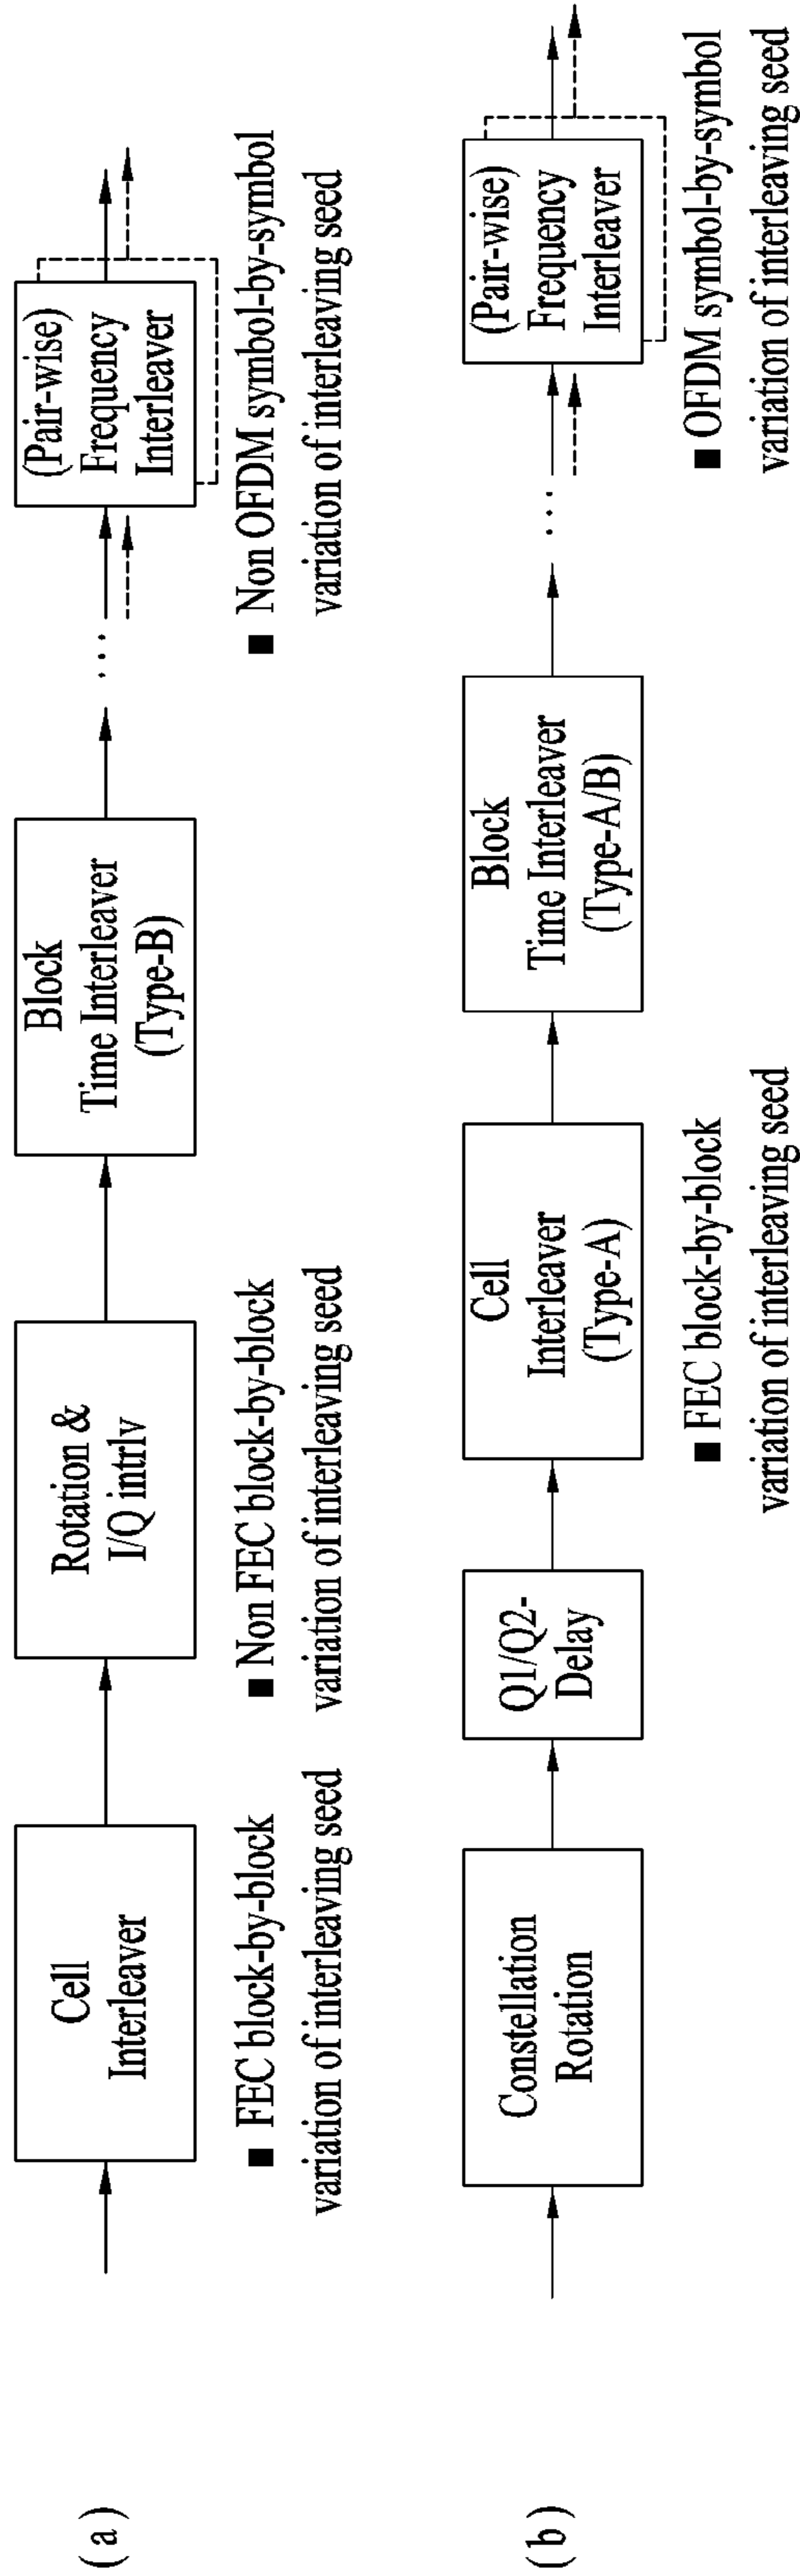 (a)
Cell
Interleaver
■ FEC block-by-block
variation of interleaving seed
Rotation &
I/Q intrlv
■ Non FEC block-by-block
variation of interleaving seed
Block
Time Interleaver
(Type-B)
...
(Pair-wise)
Frequency
Interleaver
■ Non OFDM symbol-by-symbol
variation of interleaving seed
(b)
Constellation
Rotation
Q1/Q2-
Delay
Cell
Interleaver
(Type-A)
■ FEC block-by-block
variation of interleaving seed
Block
Time Interleaver
(Type-A/B)
...
(Pair-wise)
Frequency
Interleaver
■ OFDM symbol-by-symbol
variation of interleaving seed